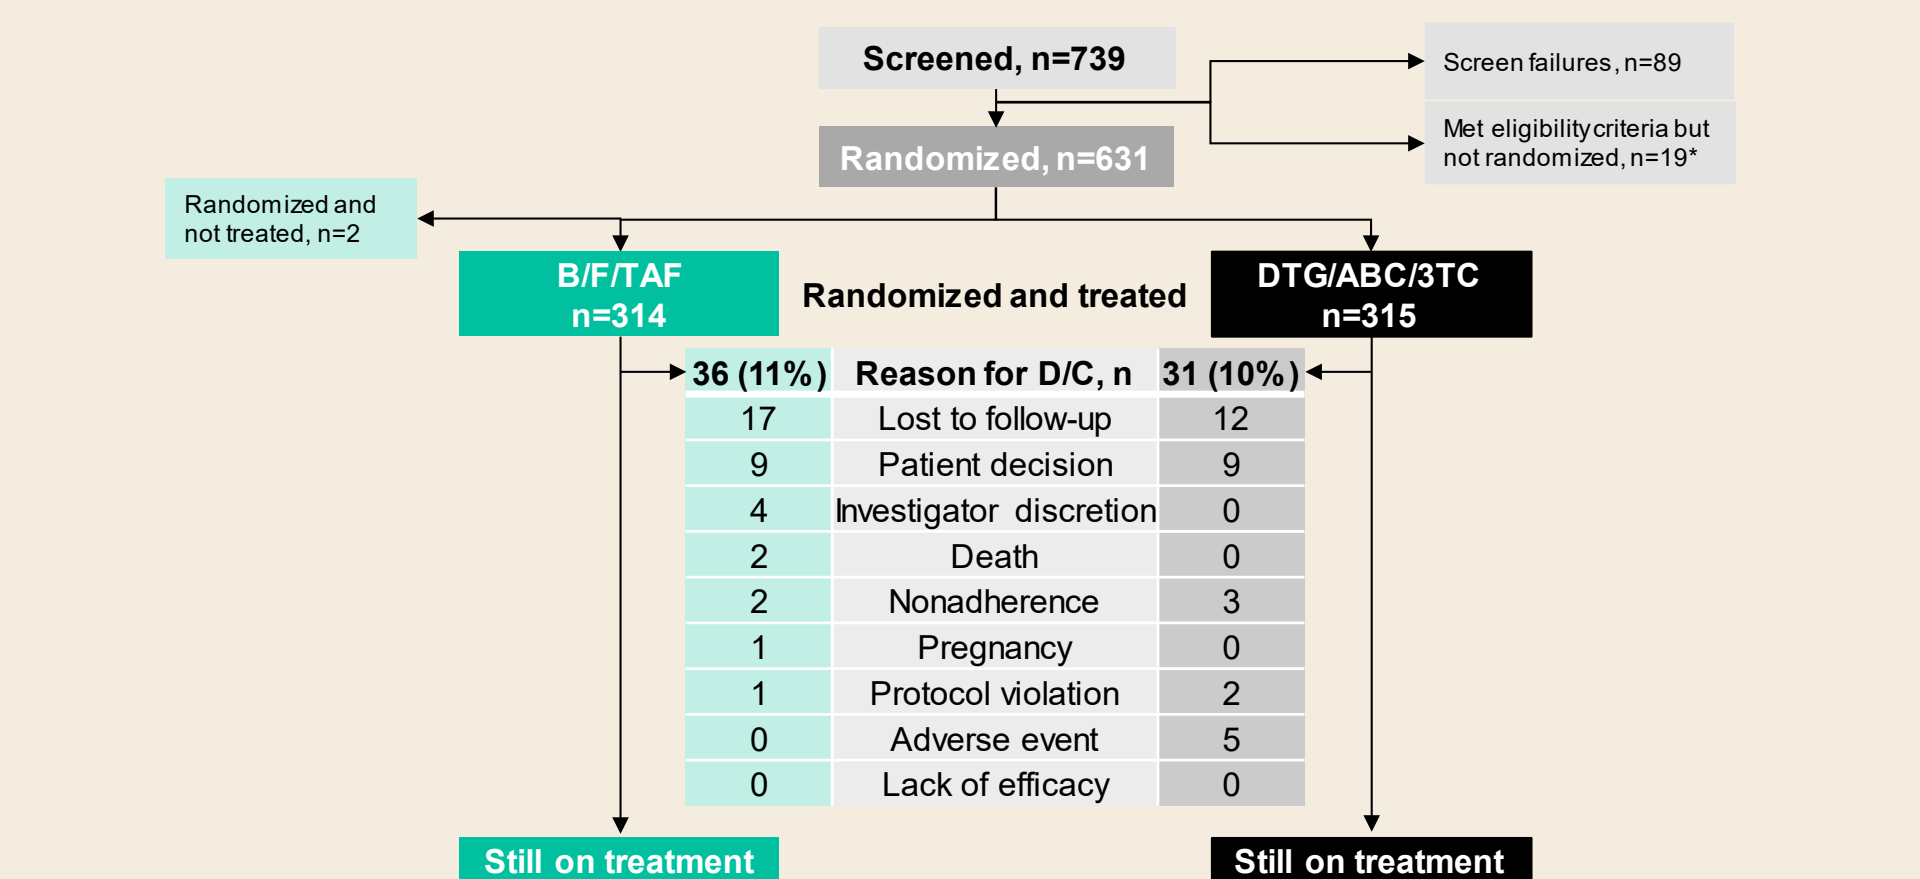 Screened, n=739
Screen failures, n=89
Met eligibility criteria but
not randomized, n=19*
Randomized, n=631
Randomized and
not treated, n=2
B/F/TAF
n=314
Randomized and treated
DTG/ABC/3TC
n=315
36 (11%) Reason for D/C, n 31 (10%)
17 Lost to follow-up 12
9 Patient decision 9
4 Investigator discretion 0
2 Death 0
2 Nonadherence 3
1 Pregnancy 0
1 Protocol violation 2
0 Adverse event 5
0 Lack of efficacy 0
Still on treatment
Still on treatment